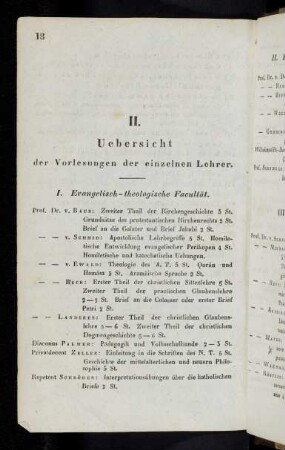 18
II.
Uebersicht
der Vorlesungen der einzelnen Lehrer.
I. Evangelisch-theologische Facultät.
Prof. Dr. v. Baur: Zweiter Theil der Kirchengeschichte 5 St.
Grundsätze des protestantischen Kirchenrechts 2 St.
Brief an die Galater und Brief Jakobi 2 St.
— — v. Schmid: Apostolische Lehrbegriffe 5 St. Homile-
tische Entwicklung evangelischer Perikopen 4 St.
Homiletische und katechetische Uebungen.
— — v. Ewald: Theologie des A. T. 5 St. Qorân und
Hamâsa 3 St. Aramäische Sprache 2 St.
— — Beck: Erster Theil der christlichen Sittenlehre 5 St.
Zweiter Theil der praktischen Glaubenslehre
2—3 St. Brief an die Colosser oder erster Brief
Petri 2 St.
— — Landerer: Erster Theil der christlichen Glaubens-
lehre 5—6 St. Zweiter Theil der christlichen
Dogmengeschichte 5—6 St.
Diaconus Palmer: Pädagogik und Volksschulkunde 2—3 St.
Privatdocent Zeller: Einleitung in die Schriften des N. T. 5 St.
Geschichte der mittelalterlichen und neuern Philo-
sophie 5 St.
Repetent Interpretationsübungen über die katholischen
Briefe 2 St.
II.
Prof. Dr. v. D